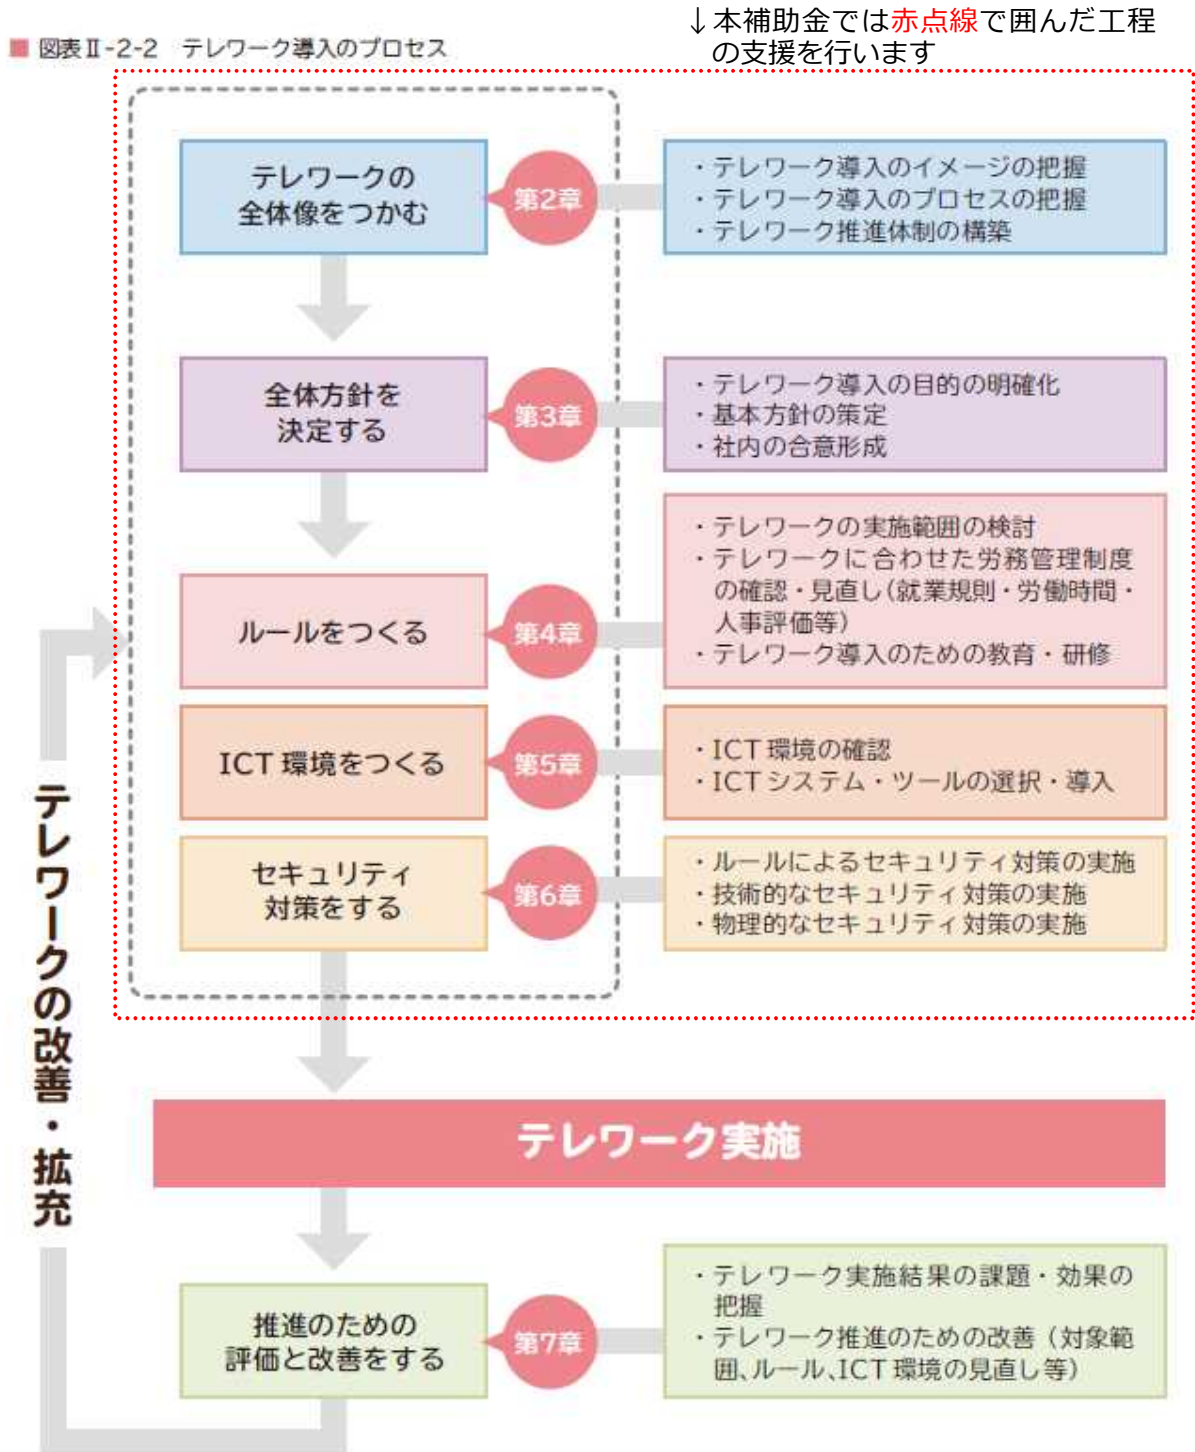 ↓本補助金では赤点線で囲んだ工程
の支援を行います
■ 図表Ⅱ-2-2 テレワーク導入のプロセス
テレワークの
全体像をつかむ
第2章
・テレワーク導入のイメージの把握
・テレワーク導入のプロセスの把握
・テレワーク推進体制の構築
全体方針を
決定する
第3章
・テレワーク導入の目的の明確化
・基本方針の策定
・社内の合意形成
ルールをつくる
第4章
・テレワークの実施範囲の検討
・テレワークに合わせた労務管理制度
の確認・見直し(就業規則・労働時間・
人事評価等)
・テレワーク導入のための教育・研修
ICT 環境をつくる
第5章
・ICT 環境の確認
・ICT システム・ツールの選択・導入
セキュリティ
対策をする
第6章
・ルールによるセキュリティ対策の実施
・技術的なセキュリティ対策の実施
・物理的なセキュリティ対策の実施
テレワークの改善・拡充
テレワーク実施
推進のための
評価と改善をする
第7章
・テレワーク実施結果の課題・効果の
把握
・テレワーク推進のための改善（対象範
囲、ルール、ICT 環境の見直し等)